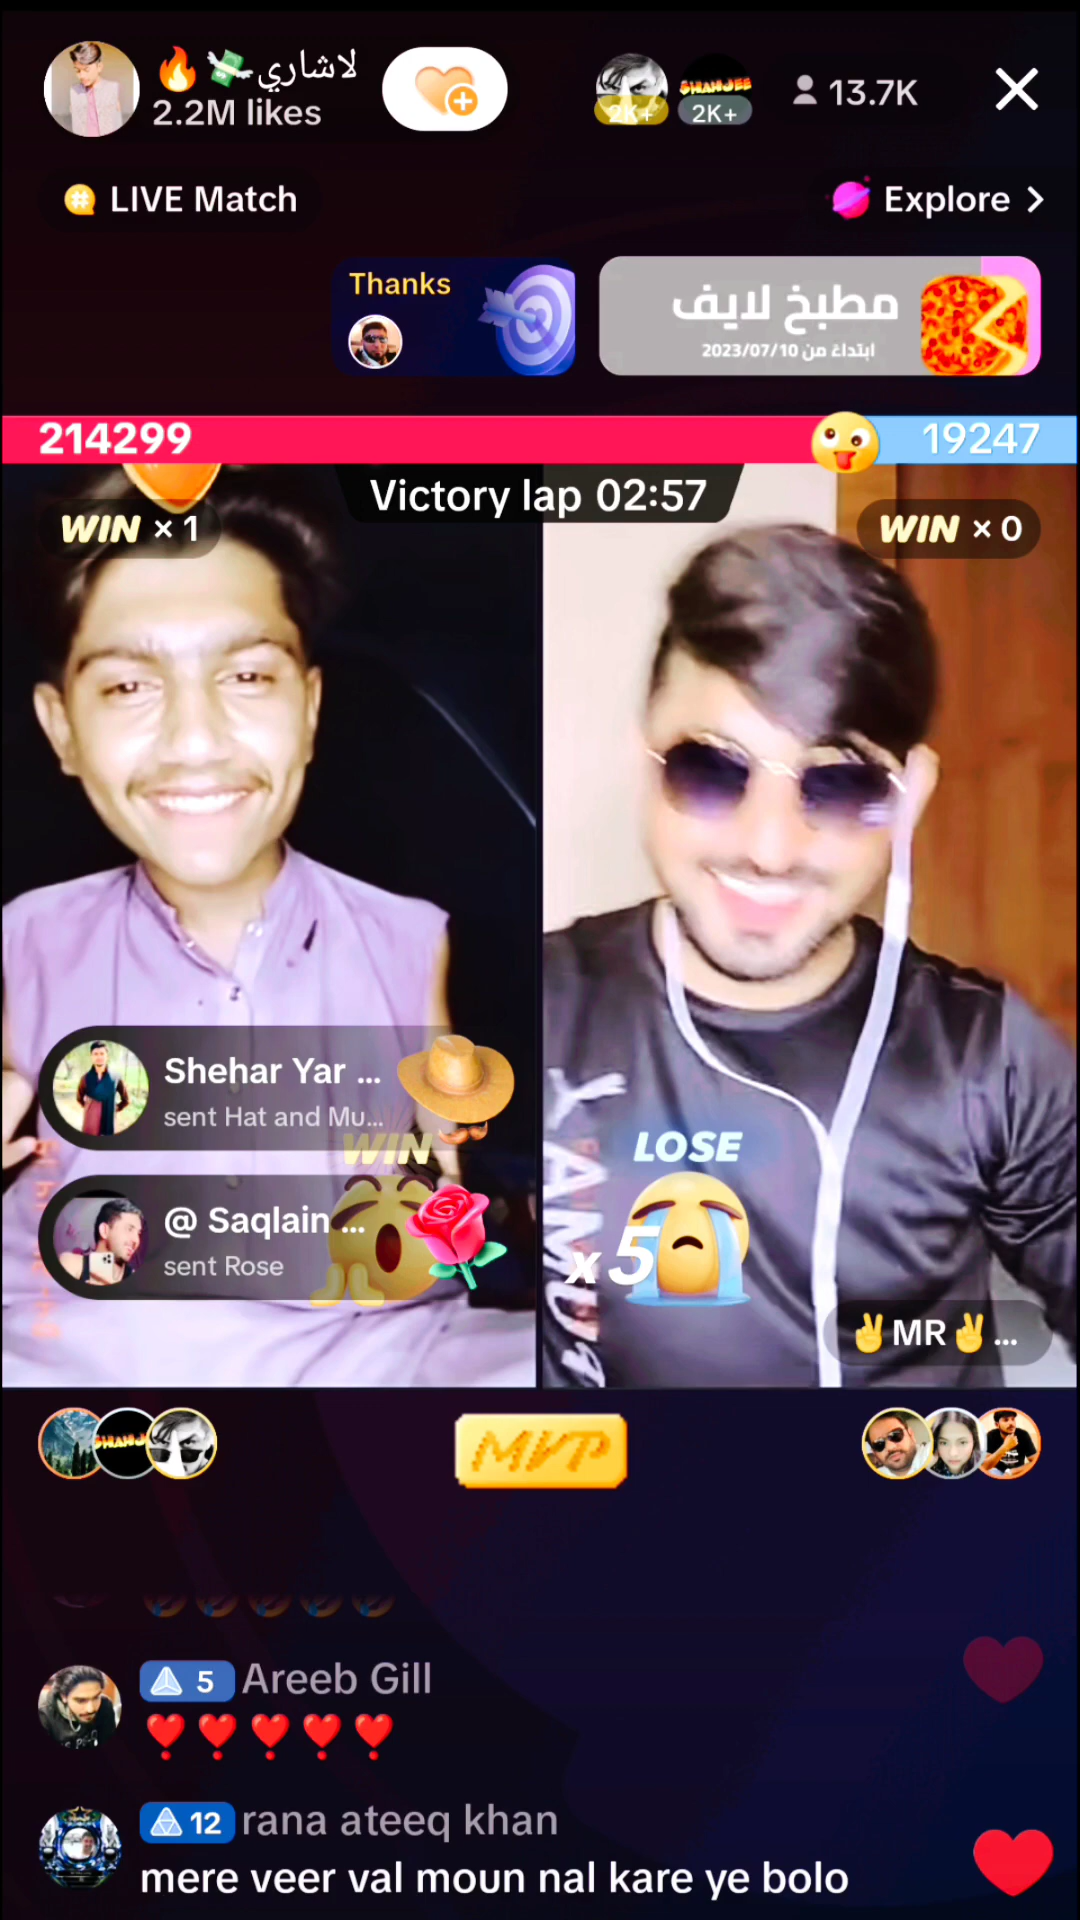 🔥💸لاشاري
2.2M likes
2K+
SHANJEE
2K+
13.7K
LIVE Match
Explore
Thanks
مطبخ لايف
ابتداءً من 2023/07/10
214299
19247
Victory lap 02:57
WIN × 1
WIN × 0
Shehar Yar ...
sent Hat and Mu...
WIN
LOSE
@ Saqlain ...
sent Rose
x 5
✌️MR✌️...
MVP
5 Areeb Gill
❣️❣️❣️❣️❣️
12 rana ateeq khan
mere veer val moun nal kare ye bolo